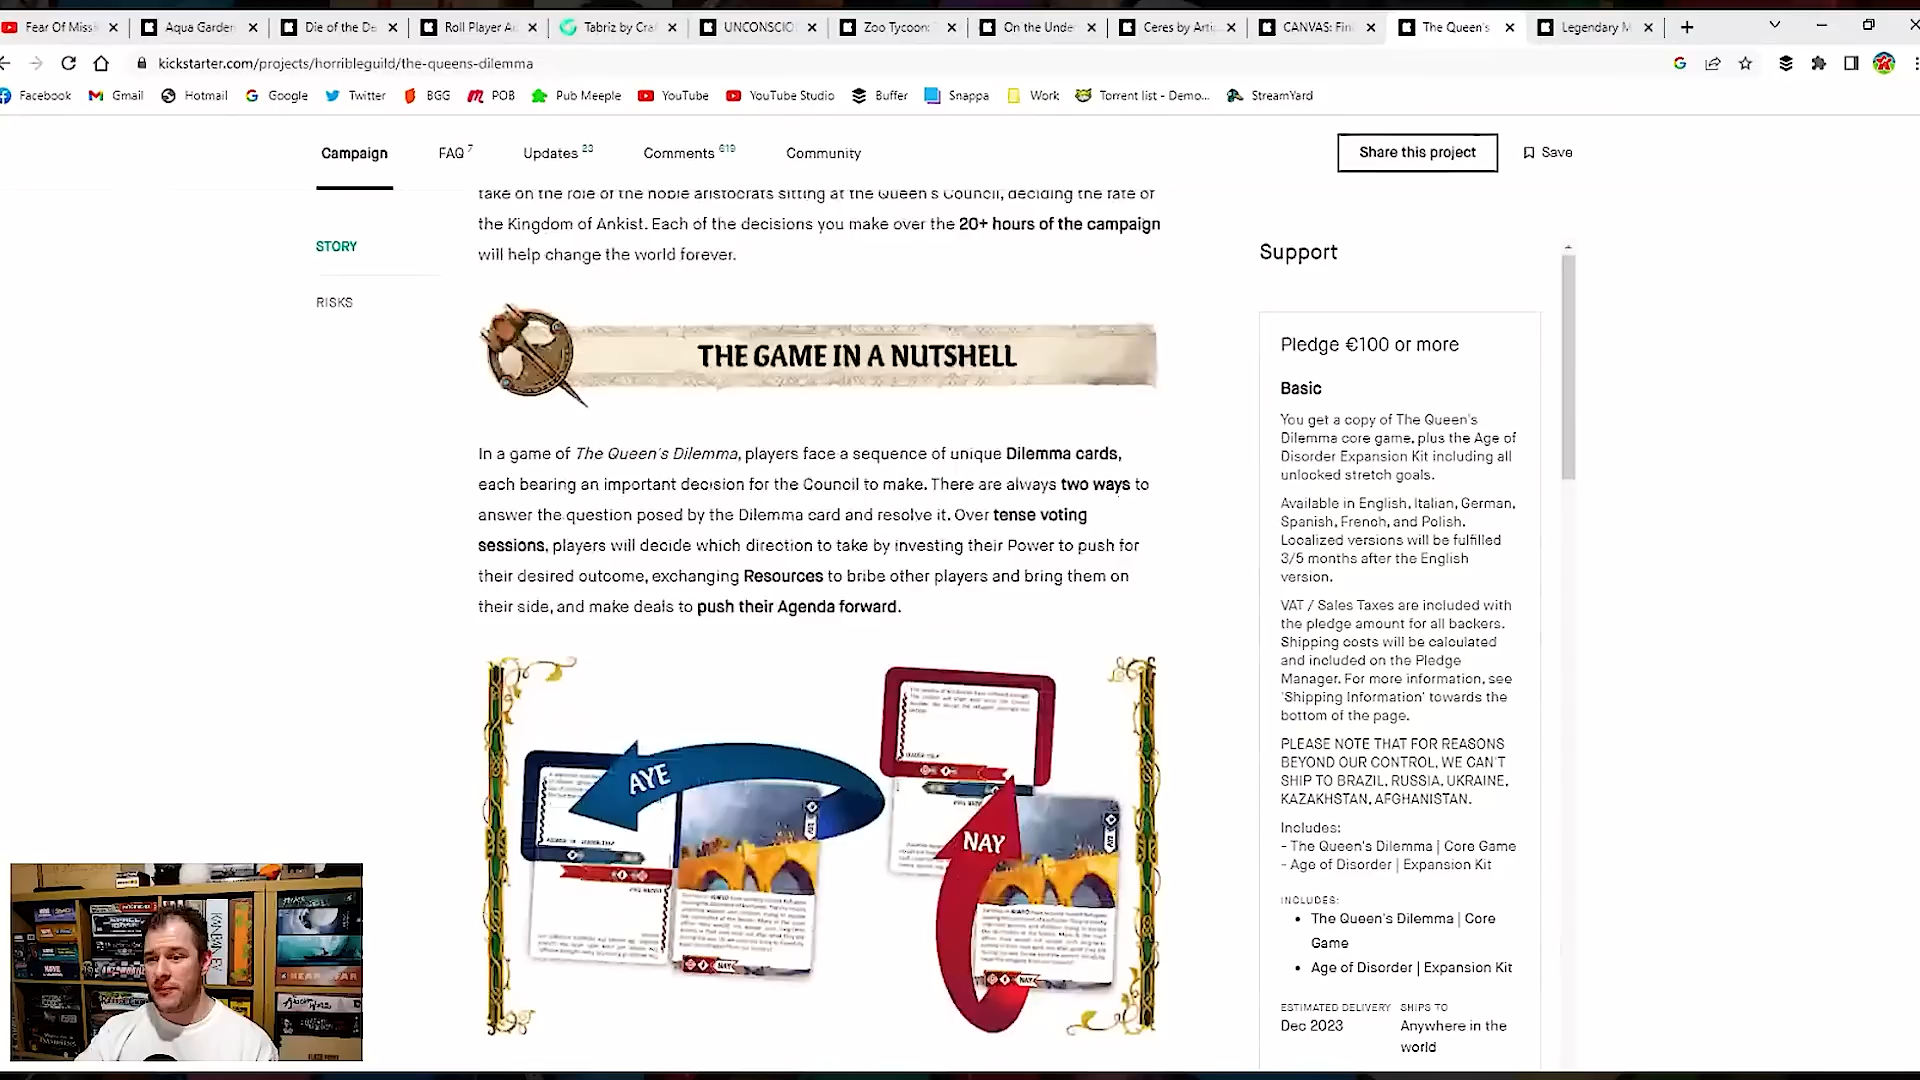 Fear Of Missi
Aqua Garden
Die of the De
Roll Player A
Tabriz by Cra
UNCONSCIO
Zoo Tycoon:
On the Unde
Ceres by Arti
CANVAS: Fin
The Queen's
Legendary M
kickstarter.com/projects/horribleguild/the-queens-dilemma
Facebook
Gmail
Hotmail
Google
Twitter
BGG
POB
Pub Meeple
YouTube
YouTube Studio
Buffer
Snappa
Work
Torrent list - Demo...
StreamYard
Campaign
FAQ 7
Updates 23
Comments 619
Community
Share this project
Save
STORY
RISKS
take on the role of the noble aristocrats sitting at the Queen's Council, deciding the fate of
the Kingdom of Ankist. Each of the decisions you make over the 20+ hours of the campaign
will help change the world forever.
THE GAME IN A NUTSHELL
In a game of The Queen's Dilemma, players face a sequence of unique Dilemma cards,
each bearing an important decision for the Council to make. There are always two ways to
answer the question posed by the Dilemma card and resolve it. Over tense voting
sessions, players will decide which direction to take by investing their Power to push for
their desired outcome, exchanging Resources to bribe other players and bring them on
their side, and make deals to push their Agenda forward.
AYE
NAY
NAY
NAY
Support
Pledge €100 or more
Basic
You get a copy of The Queen's
Dilemma core game, plus the Age of
Disorder Expansion Kit including all
unlocked stretch goals.
Available in English, Italian, German,
Spanish, French, and Polish.
Localized versions will be fulfilled
3/5 months after the English
version.
VAT / Sales Taxes are included with
the pledge amount for all backers.
Shipping costs will be calculated
and included on the Pledge
Manager. For more information, see
'Shipping Information' towards the
bottom of the page.
PLEASE NOTE THAT FOR REASONS
BEYOND OUR CONTROL, WE CAN'T
SHIP TO BRAZIL, RUSSIA, UKRAINE,
KAZAKHSTAN, AFGHANISTAN.
Includes:
- The Queen's Dilemma | Core Game
- Age of Disorder | Expansion Kit
INCLUDES:
• The Queen's Dilemma | Core
Game
• Age of Disorder | Expansion Kit
ESTIMATED DELIVERY
Dec 2023
SHIPS TO
Anywhere in the
world